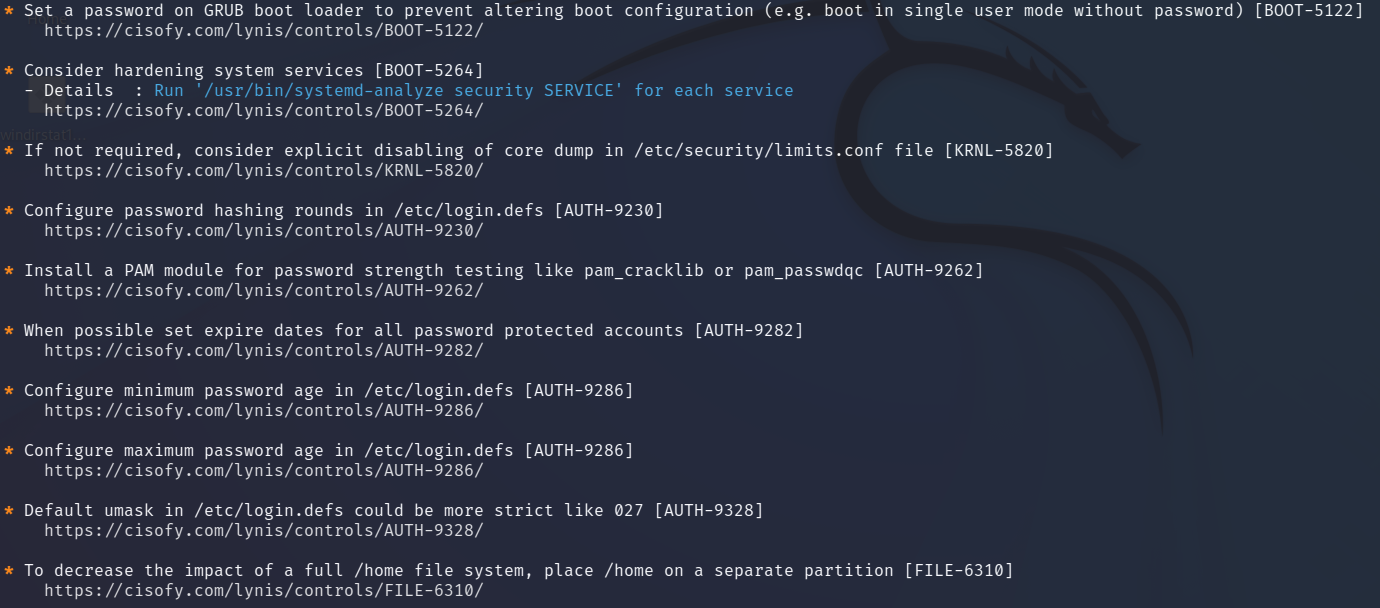 * Set a password on GRUB boot loader to prevent altering boot configuration (e.g. boot in single user mode without password) [BOOT-5122]
https://cisofy.com/lynis/controls/BOOT-5122/
* Consider hardening system services [BOOT-5264]
- Details  : Run '/usr/bin/systemd-analyze security SERVICE' for each service
https://cisofy.com/lynis/controls/BOOT-5264/
windirstat1...
* If not required, consider explicit disabling of core dump in /etc/security/limits.conf file [KRNL-5820]
https://cisofy.com/lynis/controls/KRNL-5820/
* Configure password hashing rounds in /etc/login.defs [AUTH-9230]
https://cisofy.com/lynis/controls/AUTH-9230/
* Install a PAM module for password strength testing like pam_cracklib or pam_passwdqc [AUTH-9262]
https://cisofy.com/lynis/controls/AUTH-9262/
* When possible set expire dates for all password protected accounts [AUTH-9282]
https://cisofy.com/lynis/controls/AUTH-9282/
* Configure minimum password age in /etc/login.defs [AUTH-9286]
https://cisofy.com/lynis/controls/AUTH-9286/
* Configure maximum password age in /etc/login.defs [AUTH-9286]
https://cisofy.com/lynis/controls/AUTH-9286/
* Default umask in /etc/login.defs could be more strict like 027 [AUTH-9328]
https://cisofy.com/lynis/controls/AUTH-9328/
* To decrease the impact of a full /home file system, place /home on a separate partition [FILE-6310]
https://cisofy.com/lynis/controls/FILE-6310/